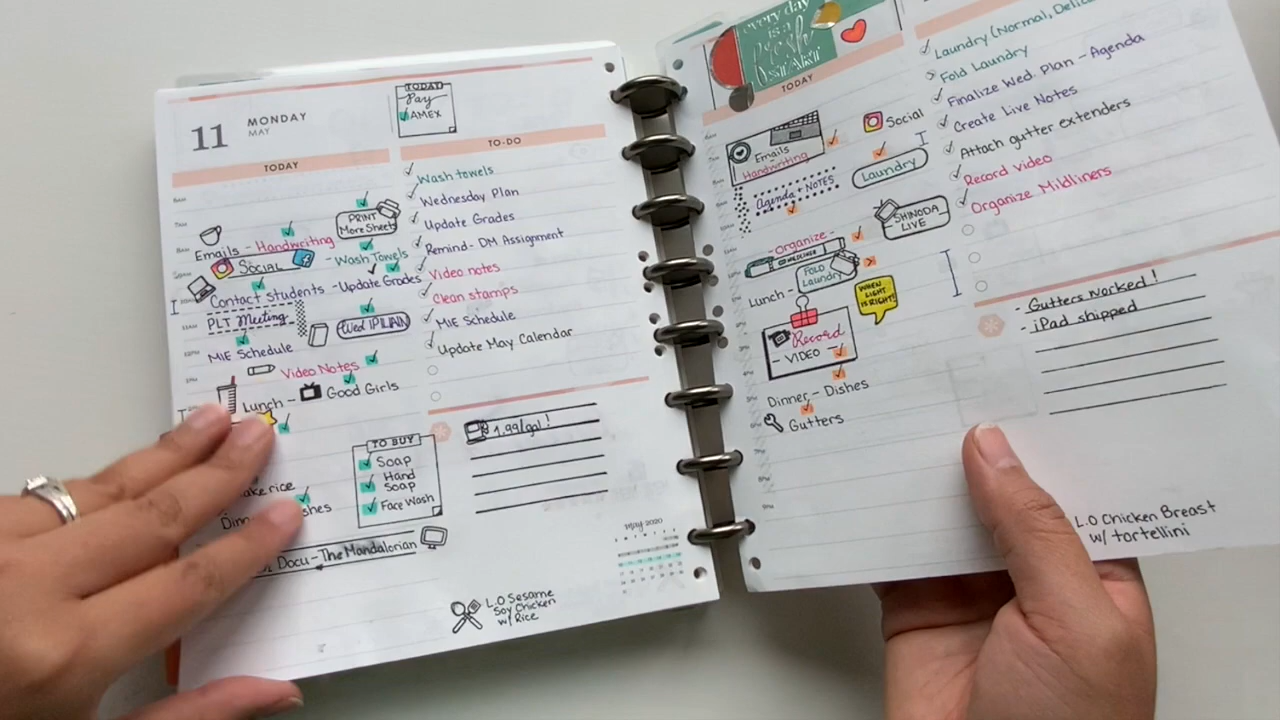 11
MONDAY
MAY
TODAY
Pay
AMEX
TODAY
TO-DO
PRINT
More Sheets
Emails - Handwriting
Social
- Wash Towels
Contact students - Update Grades
PLT Meeting
Wed
MIE Schedule
Video Notes
Lunch -
Good Girls
TO BUY
Soap
Hand
Soap
Face Wash
Docu - The Mandalorian
Wash towels
Wednesday Plan
Update Grades
Remind - DM Assignment
Video notes
Clean stamps
MIE Schedule
Update May Calendar
1.99/gal!
May 2020
L.O Sesame
Soy Chicken
w/ Rice
every day
is a
Fresh
START
TODAY
Emails
- Handwriting
Social
Agenda + NOTES
Laundry
SHINODA
LIVE
- Organize -
MILDLINER
Lunch -
FOLD
Laundry
WHEN
LIGHT
IS RIGHT!
Record
- VIDEO -
Dinner - Dishes
Gutters
Laundry (Normal,
Fold Laundry
Finalize Wed. Plan - Agenda
Create Live Notes
Attach gutter extenders
Record video
Organize Mildliners
- Gutters worked!
- iPad shipped
L.O Chicken Breast
w/ tortellini